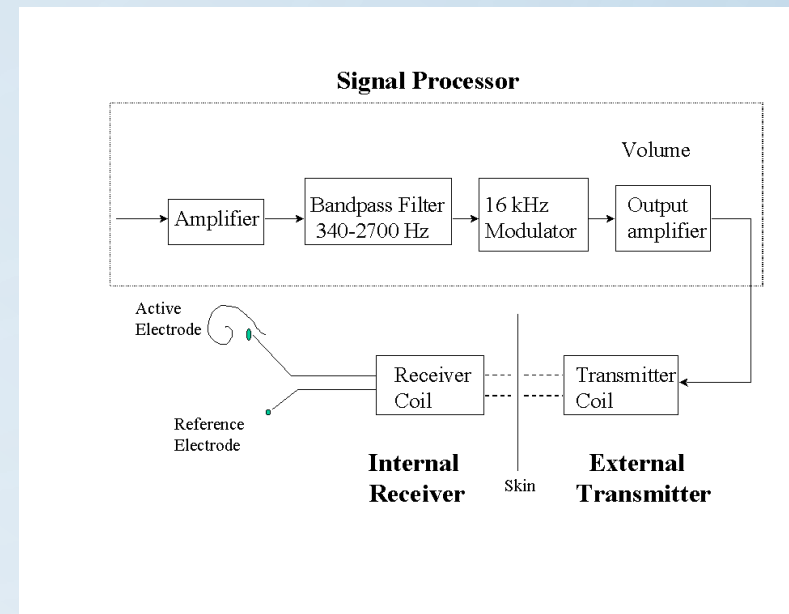 Signal Processor
Volume
Amplifier
Bandpass Filter
340-2700 Hz
16 kHz
Modulator
Output
amplifier
Active
Electrode
Receiver
Coil
Transmitter
Coil
Reference
Electrode
Internal
Receiver
Skin
External
Transmitter